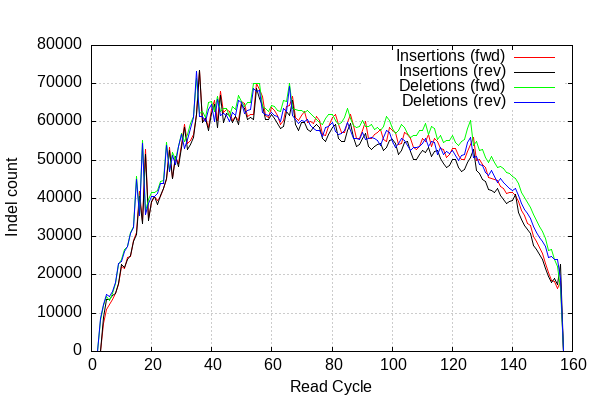 80000
70000
60000
50000
40000
30000
20000
10000
0
Indel count
Insertions (fwd)
Insertions (rev)
Deletions (fwd)
Deletions (rev)
0 20 40 60 80 100 120 140 160
Read Cycle